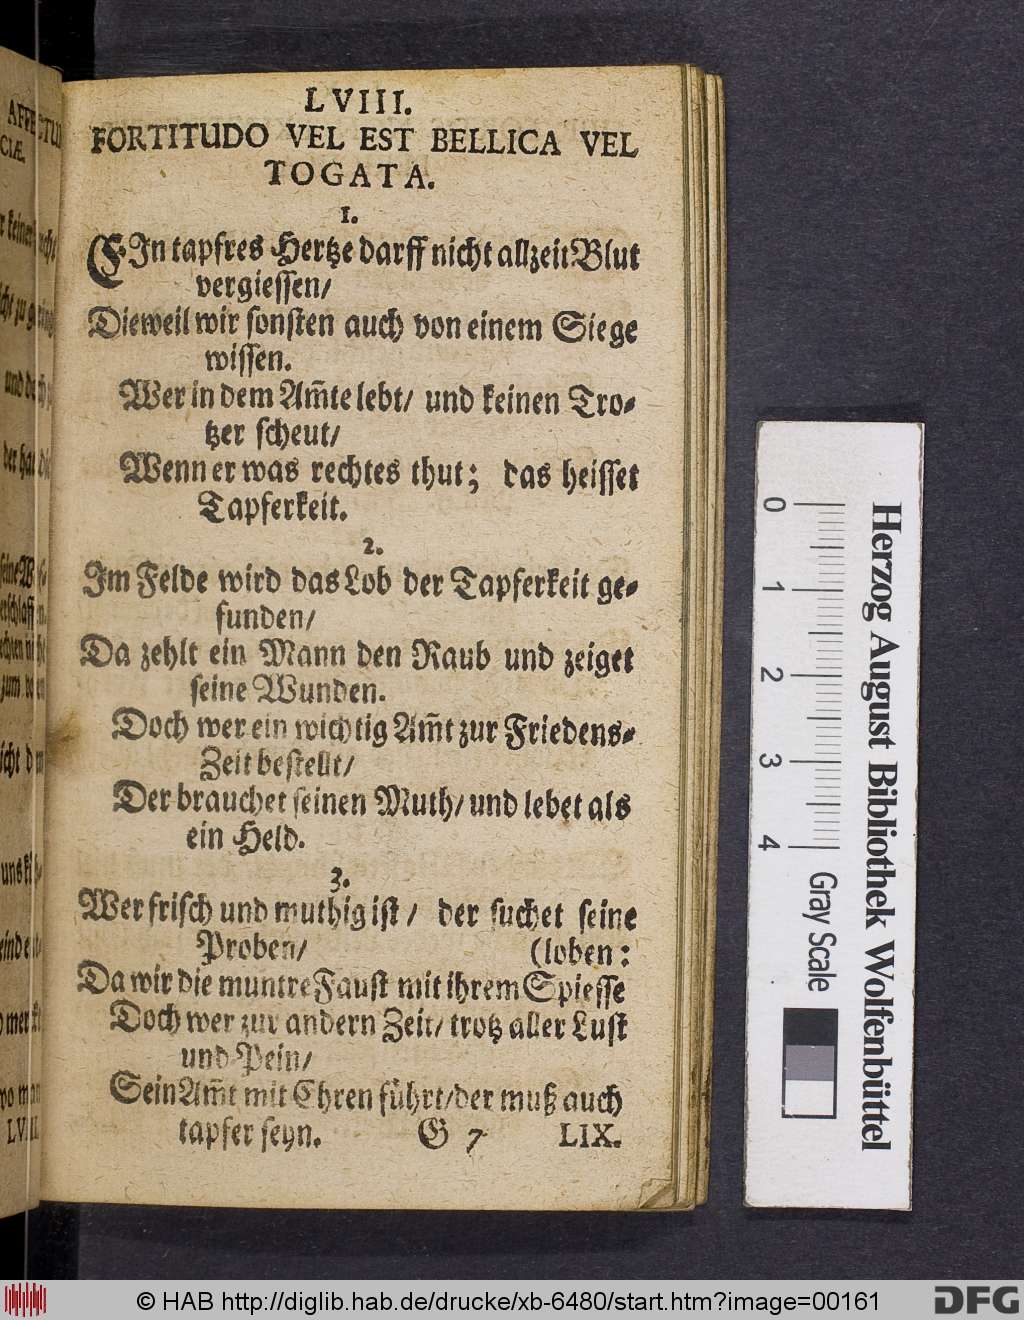 LVIII.
FORTITUDO VEL EST BELLICA VEL
TOGATA.
1.
EIn tapfres Hertze darff nicht allzeit Blut
vergiessen/
Dieweil wir sonsten auch von einem Siege
wissen.
Wer in dem Am̃te lebt/ und keinen Tro-
tzer scheut/
Wenn er was rechtes thut; das heisset
Tapferkeit.
2.
Im Felde wird das Lob der Tapferkeit ge-
funden/
Da zehlt ein Mann den Raub und zeiget
seine Wunden.
Doch wer ein wichtig Am̃t zur Friedens-
Zeit bestellt/
Der brauchet seinen Muth/ und lebet als
ein Held.
3.
Wer frisch und muthig ist / der suchet seine
Proben/ (loben:
Da wir die muntre Faust mit ihrem Spiesse
Doch wer zur andern Zeit/ trotz aller Lust
und Pein/
Sein Am̃t mit Ehren führt/ der muß auch
tapfer seyn. G 7 LIX.
0 1 2 3 4
Gray Scale
Herzog August Bibliothek Wolfenbüttel
© HAB http://diglib.hab.de/drucke/xb-6480/start.htm?image=00161
DFG